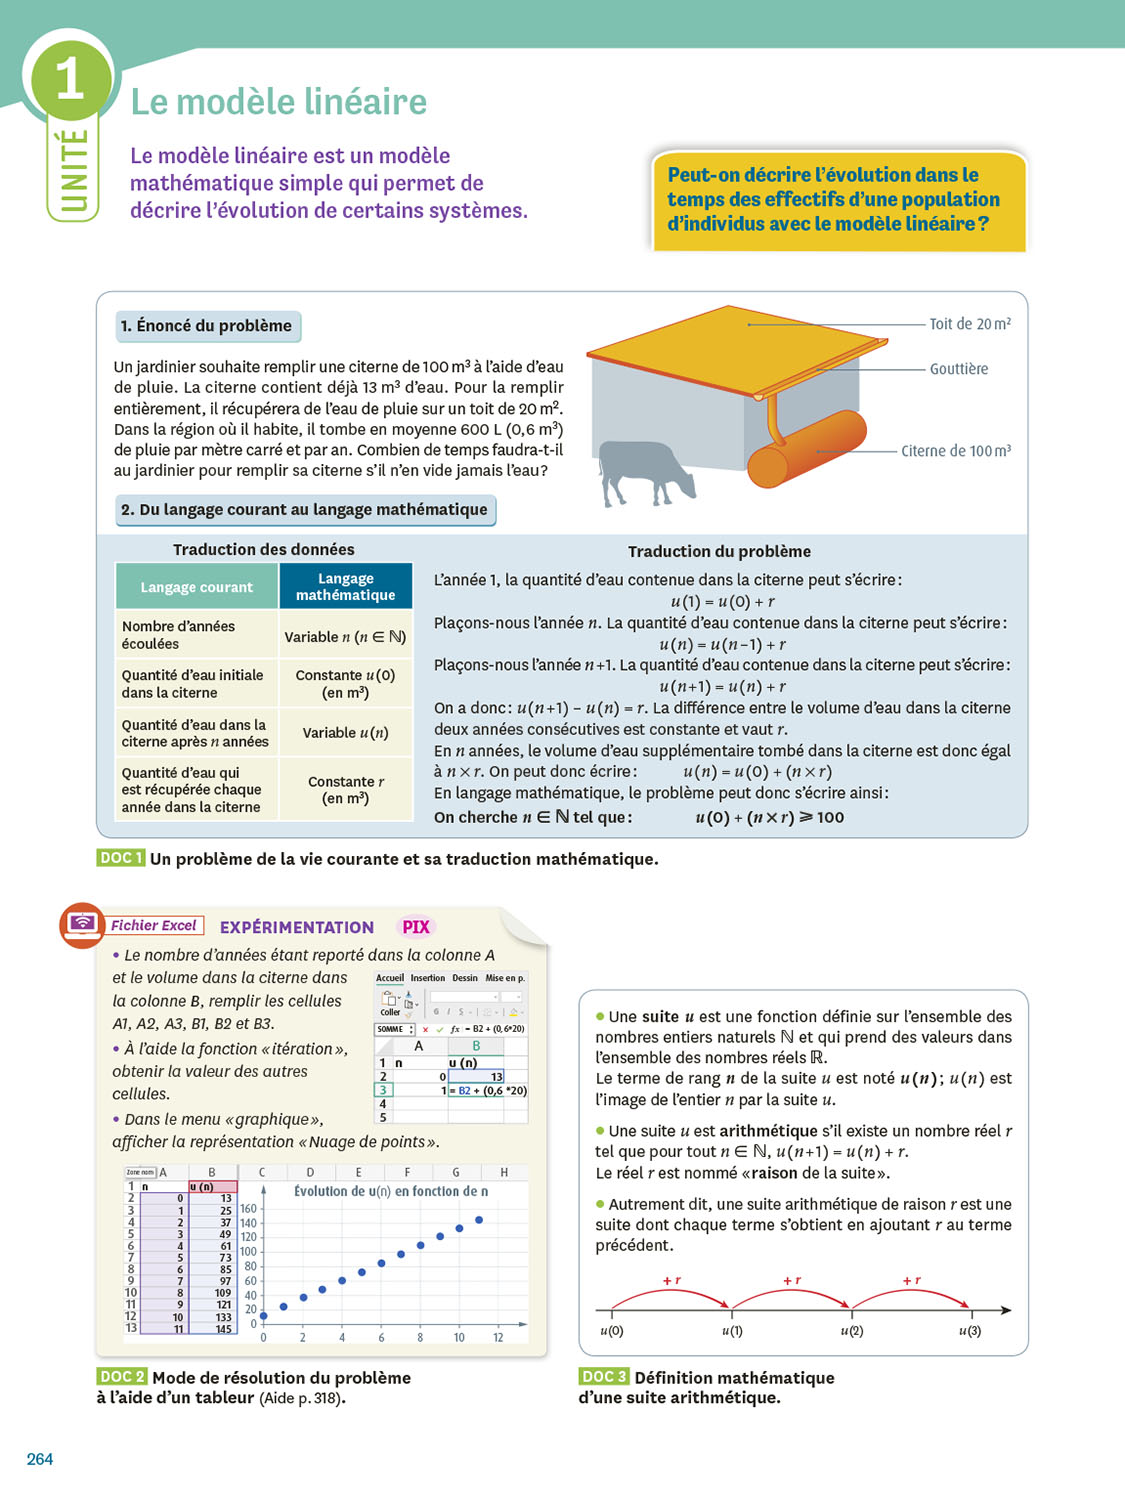 1
UNITÉ
Le modèle linéaire
Le modèle linéaire est un modèle
mathématique simple qui permet de
décrire l'évolution de certains systèmes.
Peut-on décrire l'évolution dans le
temps des effectifs d'une population
d'individus avec le modèle linéaire ?
1. Énoncé du problème
Un jardinier souhaite remplir une citerne de 100 m³ à l'aide d'eau
de pluie. La citerne contient déjà 13 m³ d'eau. Pour la remplir
entièrement, il récupérera de l'eau de pluie sur un toit de 20 m².
Dans la région où il habite, il tombe en moyenne 600 L (0,6 m³)
de pluie par mètre carré et par an. Combien de temps faudra-t-il
au jardinier pour remplir sa citerne s'il n'en vide jamais l'eau ?
Toit de 20 m²
Gouttière
Citerne de 100 m³
2. Du langage courant au langage mathématique
Traduction des données
Langage courant
Langage
mathématique
Nombre d'années
écoulées
Variable n (n ∈ ℕ)
Quantité d'eau initiale
dans la citerne
Constante u(0)
(en m³)
Quantité d'eau dans la
citerne après n années
Variable u(n)
Quantité d'eau qui
est récupérée chaque
année dans la citerne
Constante r
(en m³)
Traduction du problème
L'année 1, la quantité d'eau contenue dans la citerne peut s'écrire :
u(1) = u(0) + r
Plaçons-nous l'année n. La quantité d'eau contenue dans la citerne peut s'écrire :
u(n) = u(n–1) + r
Plaçons-nous l'année n+1. La quantité d'eau contenue dans la citerne peut s'écrire :
u(n+1) = u(n) + r
On a donc : u(n+1) – u(n) = r. La différence entre le volume d'eau dans la citerne
deux années consécutives est constante et vaut r.
En n années, le volume d'eau supplémentaire tombé dans la citerne est donc égal
à n × r. On peut donc écrire : u(n) = u(0) + (n × r)
En langage mathématique, le problème peut donc s'écrire ainsi :
On cherche n ∈ ℕ tel que : u(0) + (n × r) ⩾ 100
DOC 1 Un problème de la vie courante et sa traduction mathématique.
Fichier Excel EXPÉRIMENTATION PIX
• Le nombre d'années étant reporté dans la colonne A
et le volume dans la citerne dans
la colonne B, remplir les cellules
A1, A2, A3, B1, B2 et B3.
• À l'aide la fonction « itération »,
obtenir la valeur des autres
cellules.
• Dans le menu « graphique »,
afficher la représentation « Nuage de points ».
Accueil Insertion Dessin Mise en p.
Coller
G I S
SOMME fx = B2 + (0,6*20)
A B
1 n u (n)
2 0 13
3 1 = B2 + (0,6 *20)
4
5
Zone nom A B C D E F G H
1 n u (n)
2 0 13
3 1 25
4 2 37
5 3 49
6 4 61
7 5 73
8 6 85
9 7 97
10 8 109
11 9 121
12 10 133
13 11 145
Évolution de u(n) en fonction de n
160
140
120
100
80
60
40
20
0
0 2 4 6 8 10 12
DOC 2 Mode de résolution du problème
à l'aide d'un tableur (Aide p. 318).
• Une suite u est une fonction définie sur l'ensemble des
nombres entiers naturels ℕ et qui prend des valeurs dans
l'ensemble des nombres réels ℝ.
Le terme de rang n de la suite u est noté u(n) ; u(n) est
l'image de l'entier n par la suite u.
• Une suite u est arithmétique s'il existe un nombre réel r
tel que pour tout n ∈ ℕ, u(n+1) = u(n) + r.
Le réel r est nommé « raison de la suite ».
• Autrement dit, une suite arithmétique de raison r est une
suite dont chaque terme s'obtient en ajoutant r au terme
précédent.
+ r + r + r
u(0) u(1) u(2) u(3)
DOC 3 Définition mathématique
d'une suite arithmétique.
264